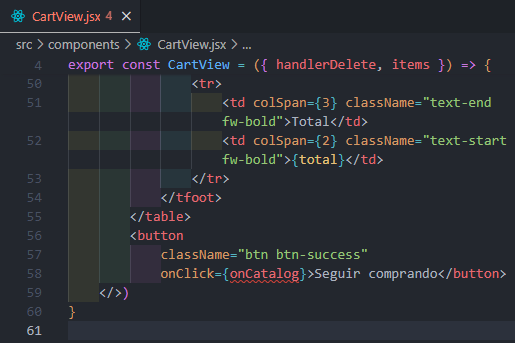 CartView.jsx 4 ×
src > components > CartView.jsx > ...
4 export const CartView = ({ handlerDelete, items }) => {
50 <tr>
51 <td colSpan={3} className="text-end
fw-bold">Total</td>
52 <td colSpan={2} className="text-start
fw-bold">{total}</td>
53 </tr>
54 </tfoot>
55 </table>
56 <button
57 className="btn btn-success"
58 onClick={onCatalog}>Seguir comprando</button>
59 </>)
60 }
61